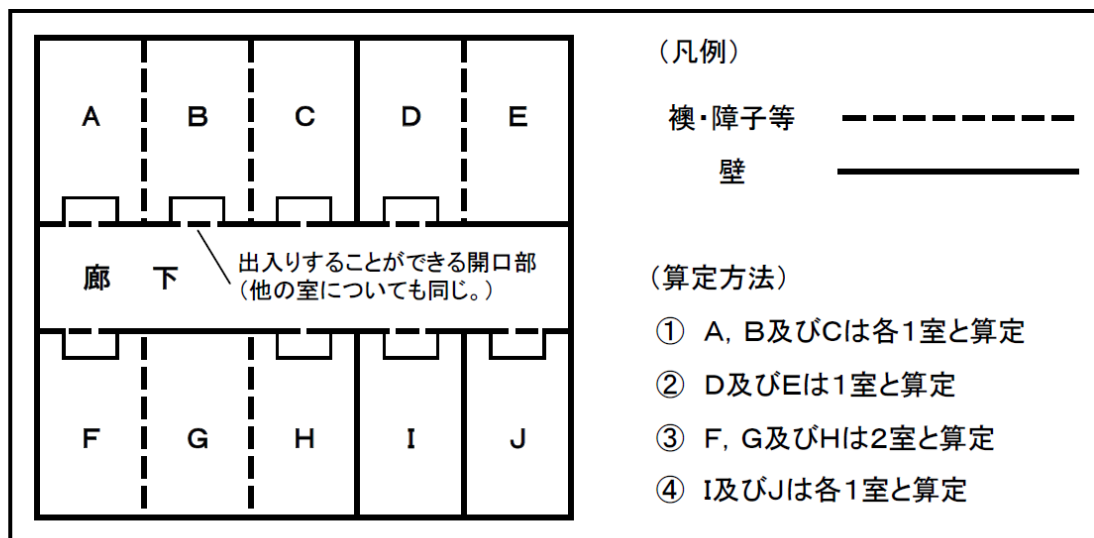 A B C D E
出入りすることができる開口部
(他の室についても同じ。)
廊 下
F G H I J
(凡例)
襖・障子等
壁
(算定方法)
① A, B及びCは各1室と算定
② D及びEは1室と算定
③ F, G及びHは2室と算定
④ I及びJは各1室と算定